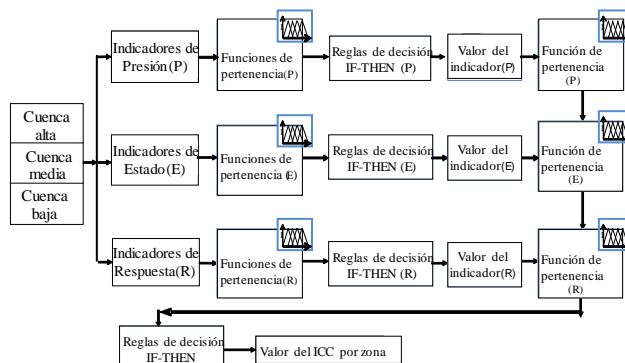 Indicadores de
Presión(P)
Funciones de
pertenencia(P)
Reglas de decisión
IF-THEN (P)
Valor del
indicador(P)
Función de
pertenencia
(P)
Cuenca
alta
Cuenca
media
Cuenca
baja
Indicadores de
Estado(E)
Funciones de
pertenencia(E)
Reglas de decisión
IF-THEN (E)
Valor del
indicador(E)
Función de
pertenencia
(E)
Indicadores de
Respuesta(R)
Funciones de
pertenencia(R)
Reglas de decisión
IF-THEN (R)
Valor del
indicador(R)
Función de
pertenencia
(R)
Reglas de decisión
IF-THEN
Valor del ICC por zona